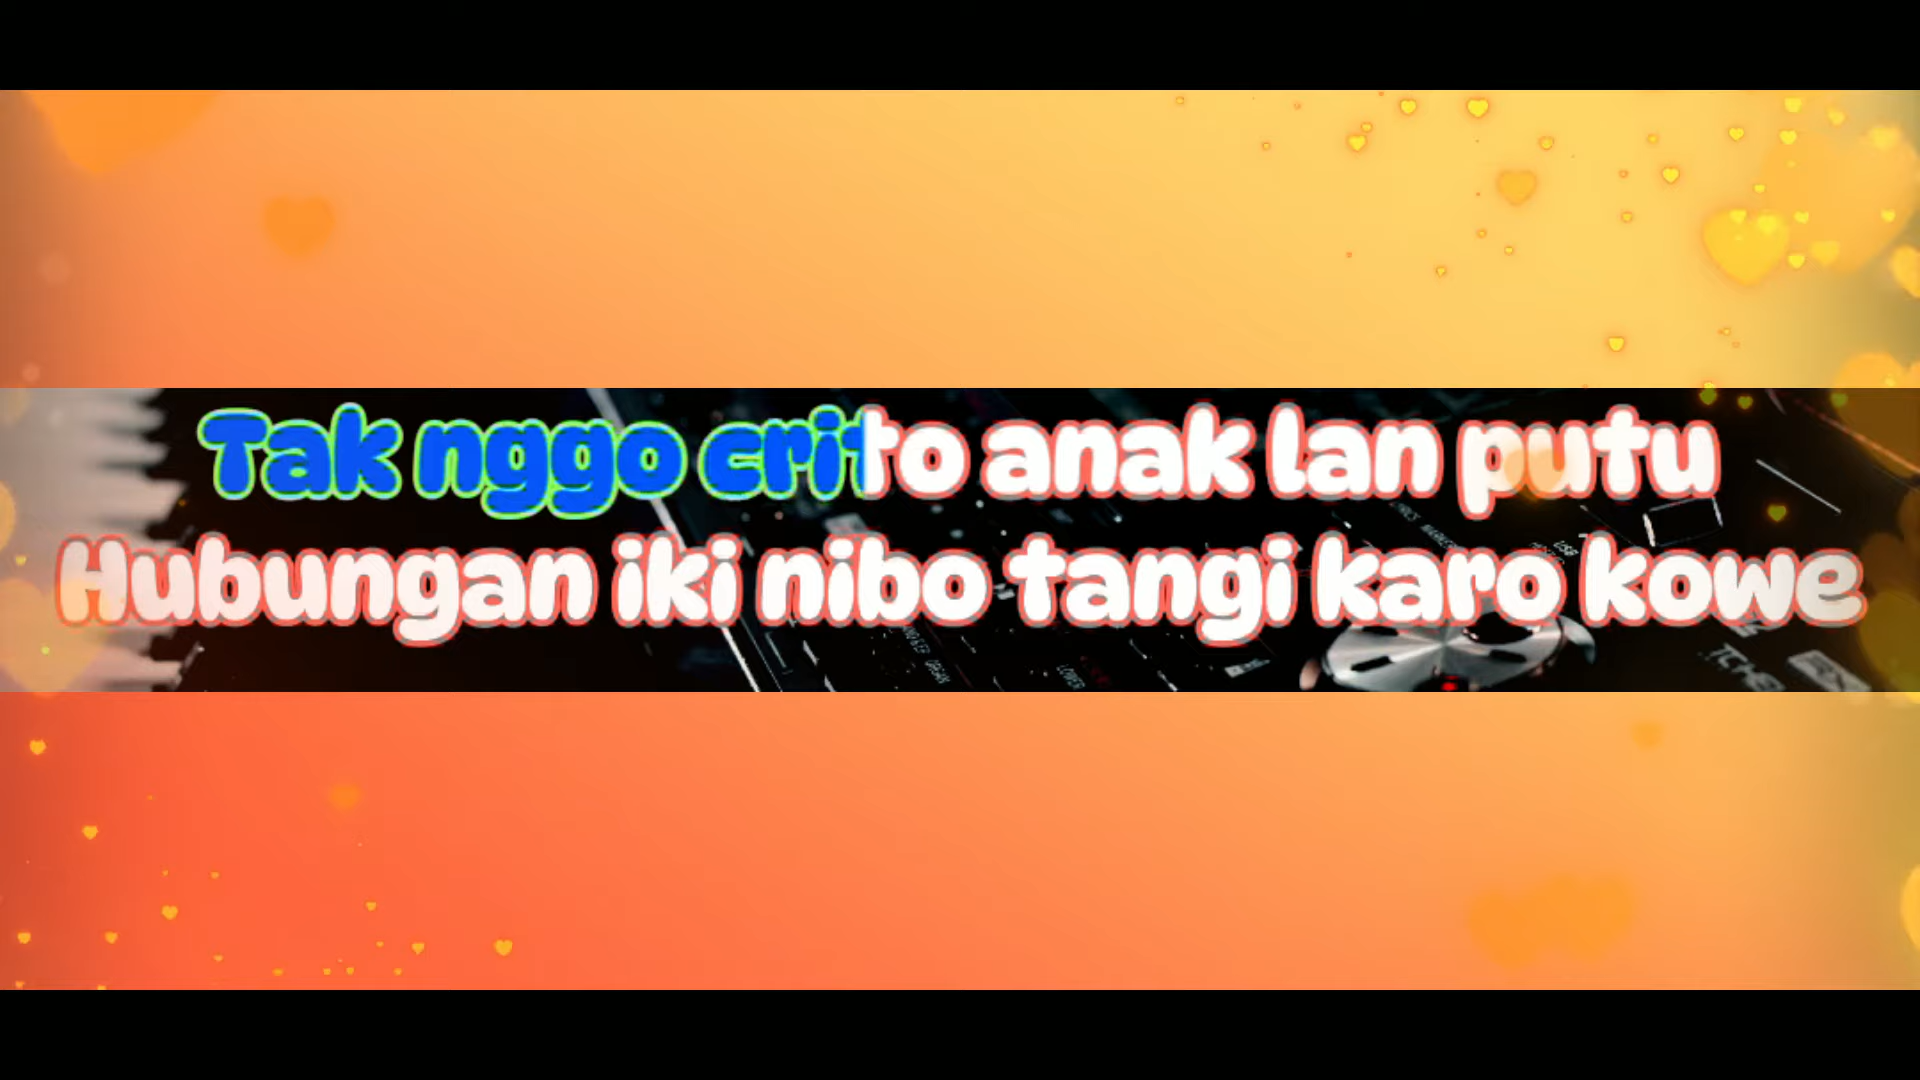 Tak nggo crito anak lan putu
Hubungan iki nibo tangi karo kowe